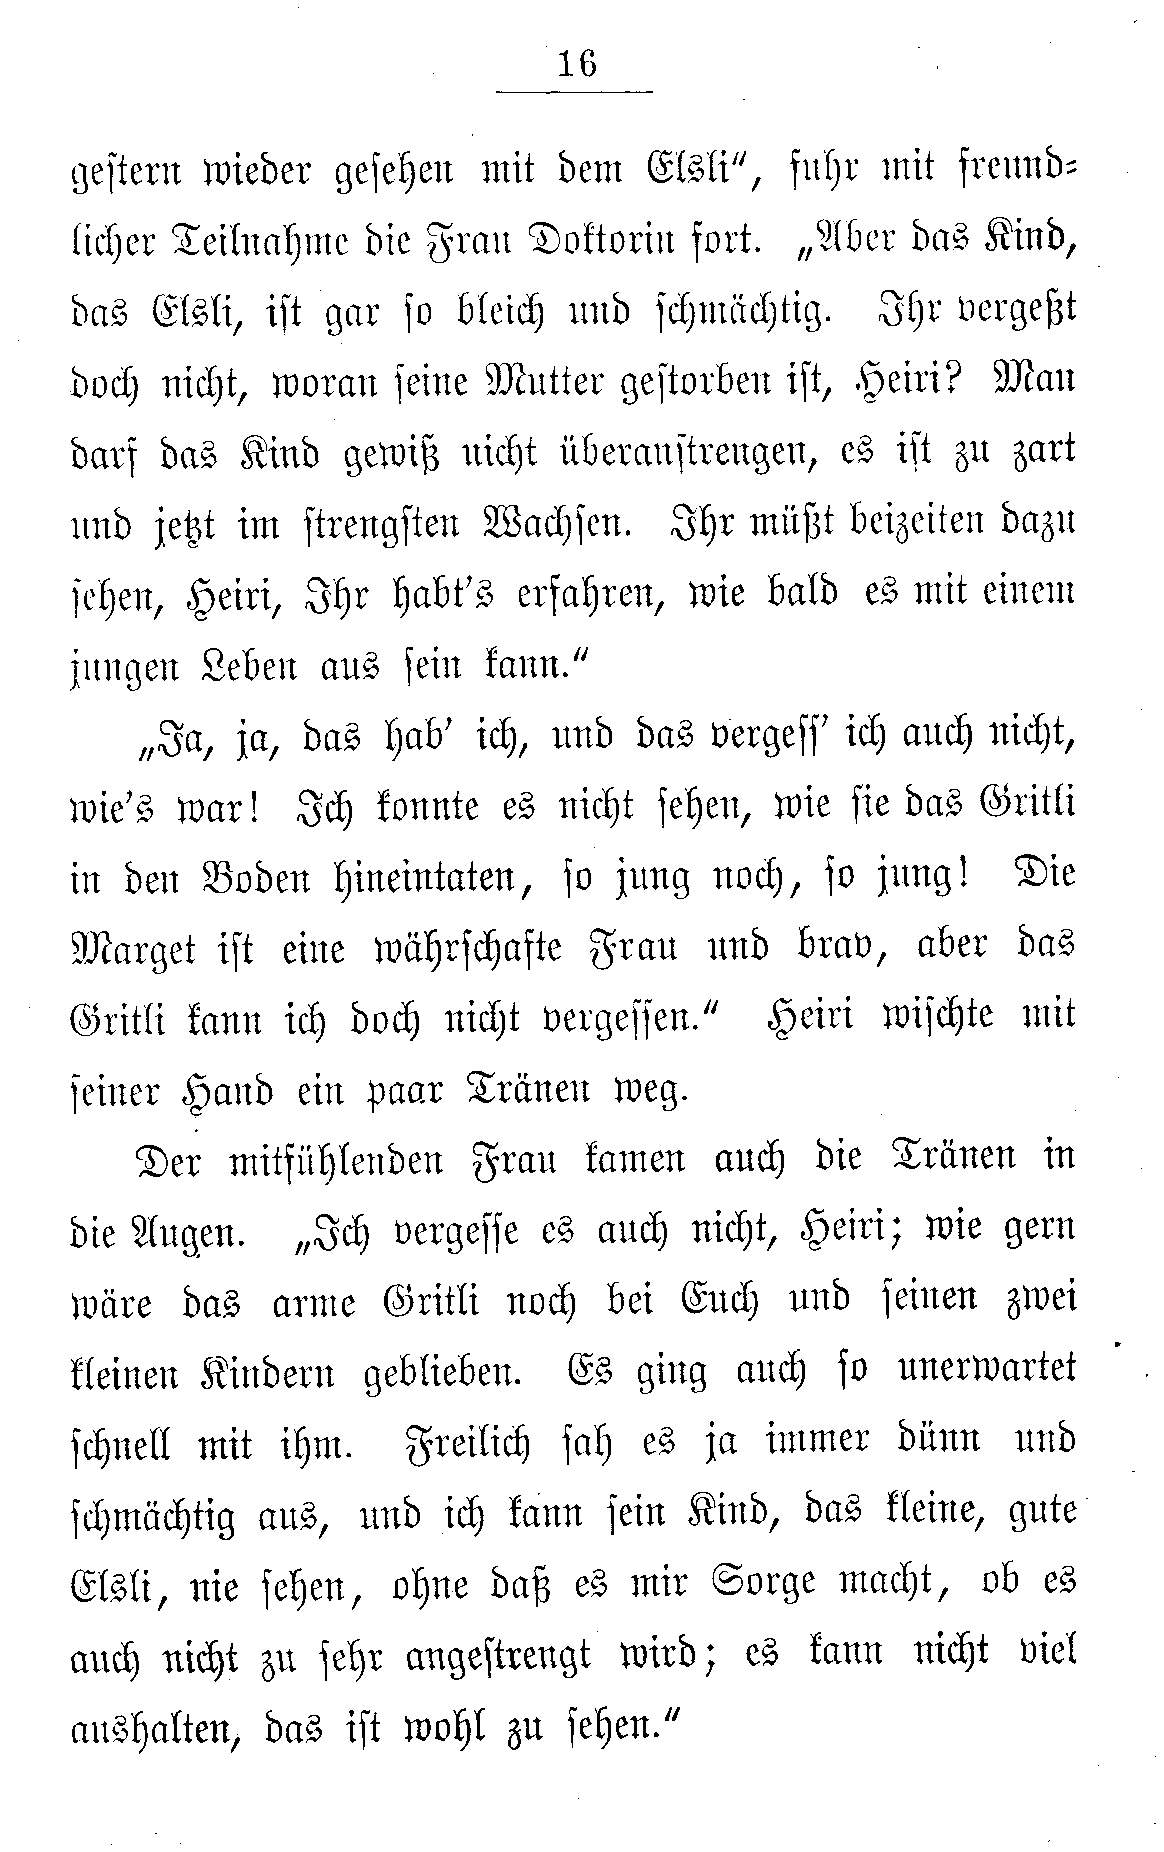 16
gestern wieder gesehen mit dem Elsli“, fuhr mit freund-
licher Teilnahme die Frau Doktorin fort. „Aber das Kind,
das Elsli, ist gar so bleich und schmächtig. Ihr vergeßt
doch nicht, woran seine Mutter gestorben ist, Heiri? Man
darf das Kind gewiß nicht überanstrengen, es ist zu zart
und jetzt im strengsten Wachsen. Ihr müßt beizeiten dazu
sehen, Heiri, Ihr habt's erfahren, wie bald es mit einem
jungen Leben aus sein kann.“
„Ja, ja, das hab' ich, und das vergess' ich auch nicht,
wie's war! Ich konnte es nicht sehen, wie sie das Gritli
in den Boden hineintaten, so jung noch, so jung! Die
Marget ist eine währschafte Frau und brav, aber das
Gritli kann ich doch nicht vergessen.“ Heiri wischte mit
seiner Hand ein paar Tränen weg.
Der mitfühlenden Frau kamen auch die Tränen in
die Augen. „Ich vergesse es auch nicht, Heiri; wie gern
wäre das arme Gritli noch bei Euch und seinen zwei
kleinen Kindern geblieben. Es ging auch so unerwartet
schnell mit ihm. Freilich sah es ja immer dünn und
schmächtig aus, und ich kann sein Kind, das kleine, gute
Elsli, nie sehen, ohne daß es mir Sorge macht, ob es
auch nicht zu sehr angestrengt wird; es kann nicht viel
aushalten, das ist wohl zu sehen.“